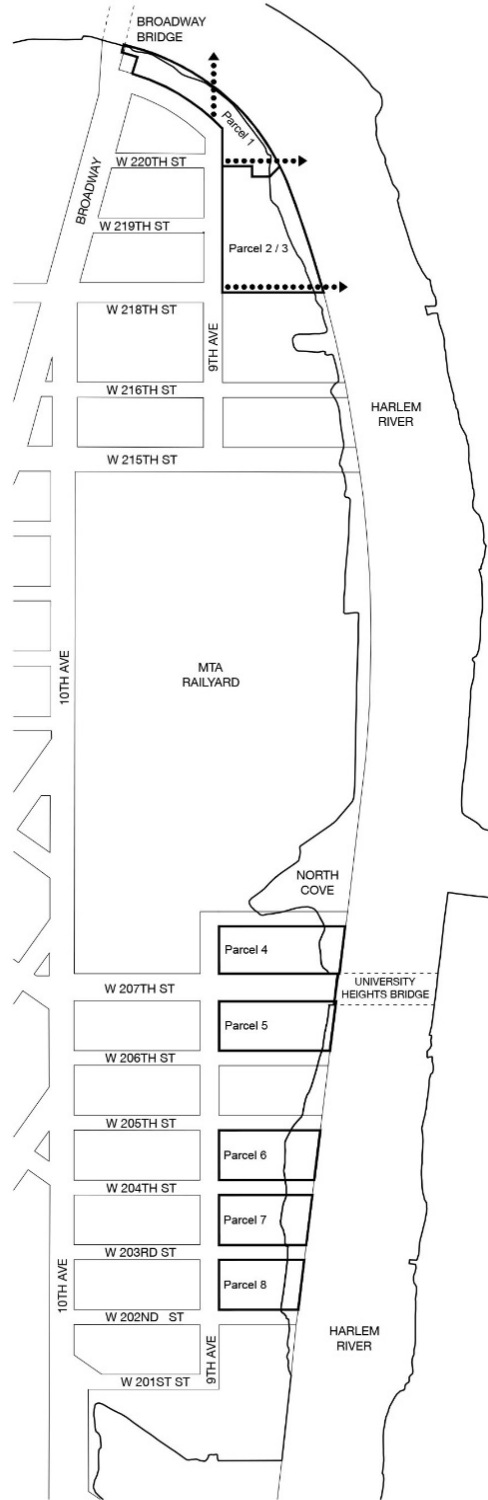 BROADWAY
BRIDGE
Parcel 1
W 220TH ST
BROADWAY
W 219TH ST
Parcel 2 / 3
W 218TH ST
9TH AVE
W 216TH ST
HARLEM
RIVER
W 215TH ST
10TH AVE
MTA
RAILYARD
NORTH
COVE
Parcel 4
W 207TH ST
UNIVERSITY
HEIGHTS BRIDGE
Parcel 5
W 206TH ST
W 205TH ST
Parcel 6
W 204TH ST
Parcel 7
W 203RD ST
10TH AVE
Parcel 8
W 202ND ST
HARLEM
RIVER
9TH AVE
W 201ST ST